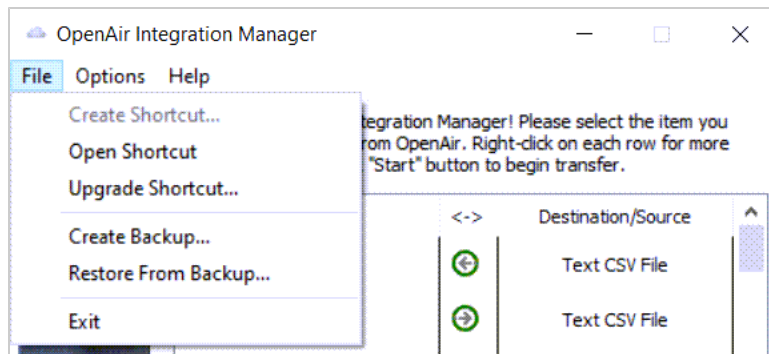 OpenAir Integration Manager
File Options Help
Create Shortcut...
Open Shortcut
Upgrade Shortcut...
Create Backup...
Restore From Backup...
Exit
tegration Manager! Please select the item you
rom OpenAir. Right-click on each row for more
"Start" button to begin transfer.
<-> Destination/Source
Text CSV File
Text CSV File